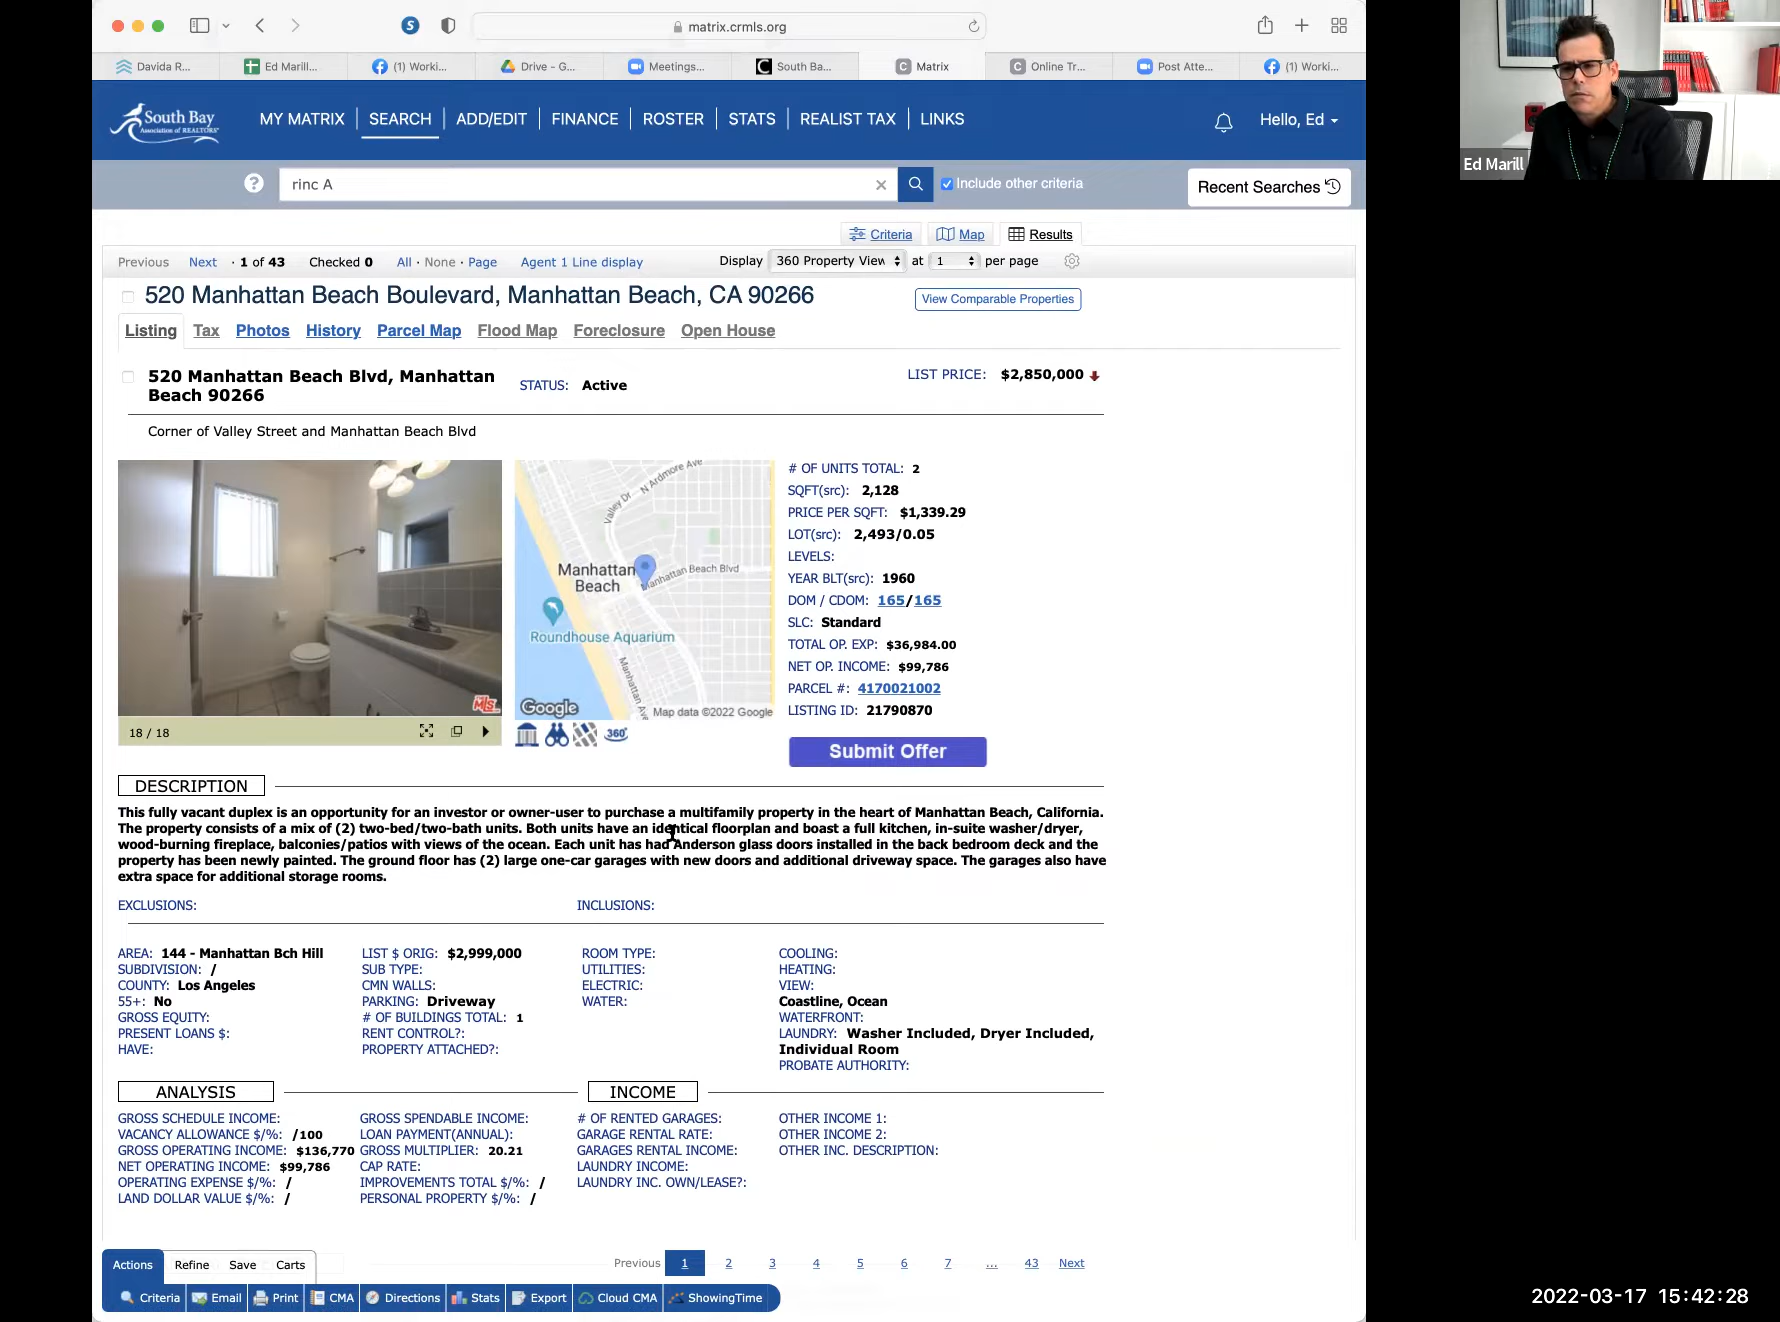 matrix.crmls.org
Davida R...
Ed Marill...
(1) Worki...
Drive - G...
Meetings...
South Ba...
Matrix
Online Tr...
Post Atte...
(1) Worki...
South Bay
Association of REALTORS®
MY MATRIX
SEARCH
ADD/EDIT
FINANCE
ROSTER
STATS
REALIST TAX
LINKS
Hello, Ed
Ed Marill
rinc A
Include other criteria
Recent Searches
Criteria
Map
Results
Previous Next · 1 of 43 Checked 0 All · None · Page Agent 1 Line display
Display 360 Property View at 1 per page
520 Manhattan Beach Boulevard, Manhattan Beach, CA 90266
View Comparable Properties
Listing Tax Photos History Parcel Map Flood Map Foreclosure Open House
520 Manhattan Beach Blvd, Manhattan
Beach 90266
STATUS: Active
LIST PRICE: $2,850,000
Corner of Valley Street and Manhattan Beach Blvd
MLS
18 / 18
N Ardmore Ave
Valley Dr
Manhattan
Beach
Manhattan Beach Blvd
Roundhouse Aquarium
Manhattan Ave
Google
Map data ©2022 Google
360°
# OF UNITS TOTAL: 2
SQFT(src): 2,128
PRICE PER SQFT: $1,339.29
LOT(src): 2,493/0.05
LEVELS:
YEAR BLT(src): 1960
DOM / CDOM: 165/165
SLC: Standard
TOTAL OP. EXP: $36,984.00
NET OP. INCOME: $99,786
PARCEL #: 4170021002
LISTING ID: 21790870
Submit Offer
DESCRIPTION
This fully vacant duplex is an opportunity for an investor or owner-user to purchase a multifamily property in the heart of Manhattan Beach, California.
The property consists of a mix of (2) two-bed/two-bath units. Both units have an identical floorplan and boast a full kitchen, in-suite washer/dryer,
wood-burning fireplace, balconies/patios with views of the ocean. Each unit has had Anderson glass doors installed in the back bedroom deck and the
property has been newly painted. The ground floor has (2) large one-car garages with new doors and additional driveway space. The garages also have
extra space for additional storage rooms.
EXCLUSIONS:
INCLUSIONS:
AREA: 144 - Manhattan Bch Hill
SUBDIVISION: /
COUNTY: Los Angeles
55+: No
GROSS EQUITY:
PRESENT LOANS $:
HAVE:
LIST $ ORIG: $2,999,000
SUB TYPE:
CMN WALLS:
PARKING: Driveway
# OF BUILDINGS TOTAL: 1
RENT CONTROL?:
PROPERTY ATTACHED?:
ROOM TYPE:
UTILITIES:
ELECTRIC:
WATER:
COOLING:
HEATING:
VIEW:
Coastline, Ocean
WATERFRONT:
LAUNDRY: Washer Included, Dryer Included,
Individual Room
PROBATE AUTHORITY:
ANALYSIS
GROSS SCHEDULE INCOME:
VACANCY ALLOWANCE $/%: /100
GROSS OPERATING INCOME: $136,770
NET OPERATING INCOME: $99,786
OPERATING EXPENSE $/%: /
LAND DOLLAR VALUE $/%: /
GROSS SPENDABLE INCOME:
LOAN PAYMENT(ANNUAL):
GROSS MULTIPLIER: 20.21
CAP RATE:
IMPROVEMENTS TOTAL $/%: /
PERSONAL PROPERTY $/%: /
INCOME
# OF RENTED GARAGES:
GARAGE RENTAL RATE:
GARAGES RENTAL INCOME:
LAUNDRY INCOME:
LAUNDRY INC. OWN/LEASE?:
OTHER INCOME 1:
OTHER INCOME 2:
OTHER INC. DESCRIPTION:
Actions Refine Save Carts
Previous 1 2 3 4 5 6 7 ... 43 Next
Criteria Email Print CMA Directions Stats Export Cloud CMA ShowingTime
2022-03-17 15:42:28